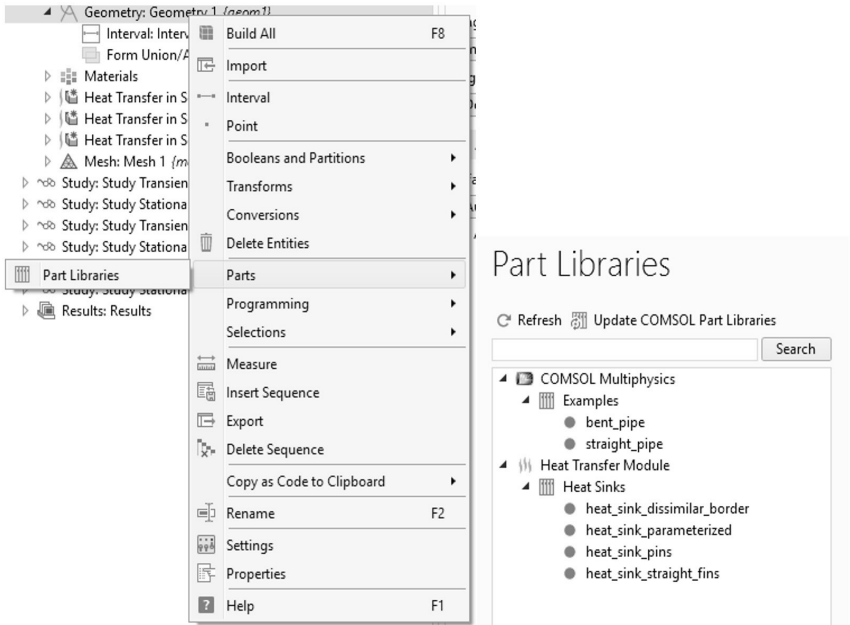 Geometry: Geometry 1 {geom1}
Interval: Interv
Form Union/A
Materials
Heat Transfer in S
Heat Transfer in S
Heat Transfer in S
Mesh: Mesh 1 {m
Study: Study Transien
Study: Study Stationa
Study: Study Transien
Study: Study Stationa
Part Libraries
Study: Study Stationa
Results: Results
Build All F8
Import
Interval
Point
Booleans and Partitions
Transforms
Conversions
Delete Entities
Parts
Programming
Selections
Measure
Insert Sequence
Export
Delete Sequence
Copy as Code to Clipboard
Rename F2
Settings
Properties
Help F1
Part Libraries
Refresh Update COMSOL Part Libraries
Search
COMSOL Multiphysics
Examples
bent_pipe
straight_pipe
Heat Transfer Module
Heat Sinks
heat_sink_dissimilar_border
heat_sink_parameterized
heat_sink_pins
heat_sink_straight_fins